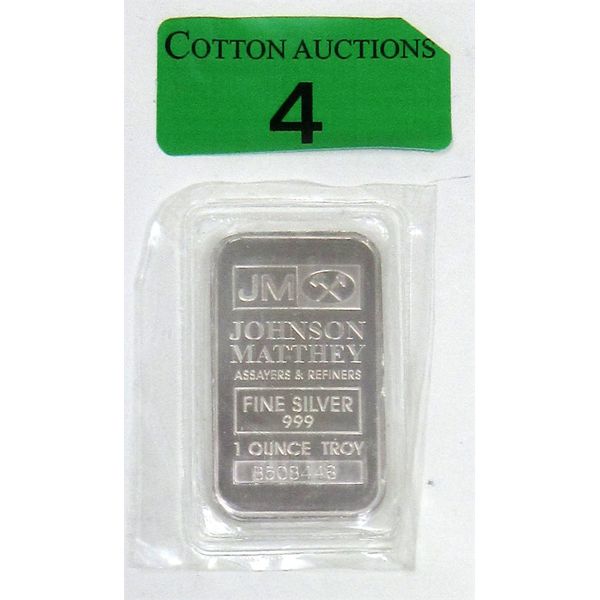 COTTON AUCTIONS
4
JM
JOHNSON
MATTHEY
ASSAYERS & REFINERS
FINE SILVER
999
1 OUNCE TROY